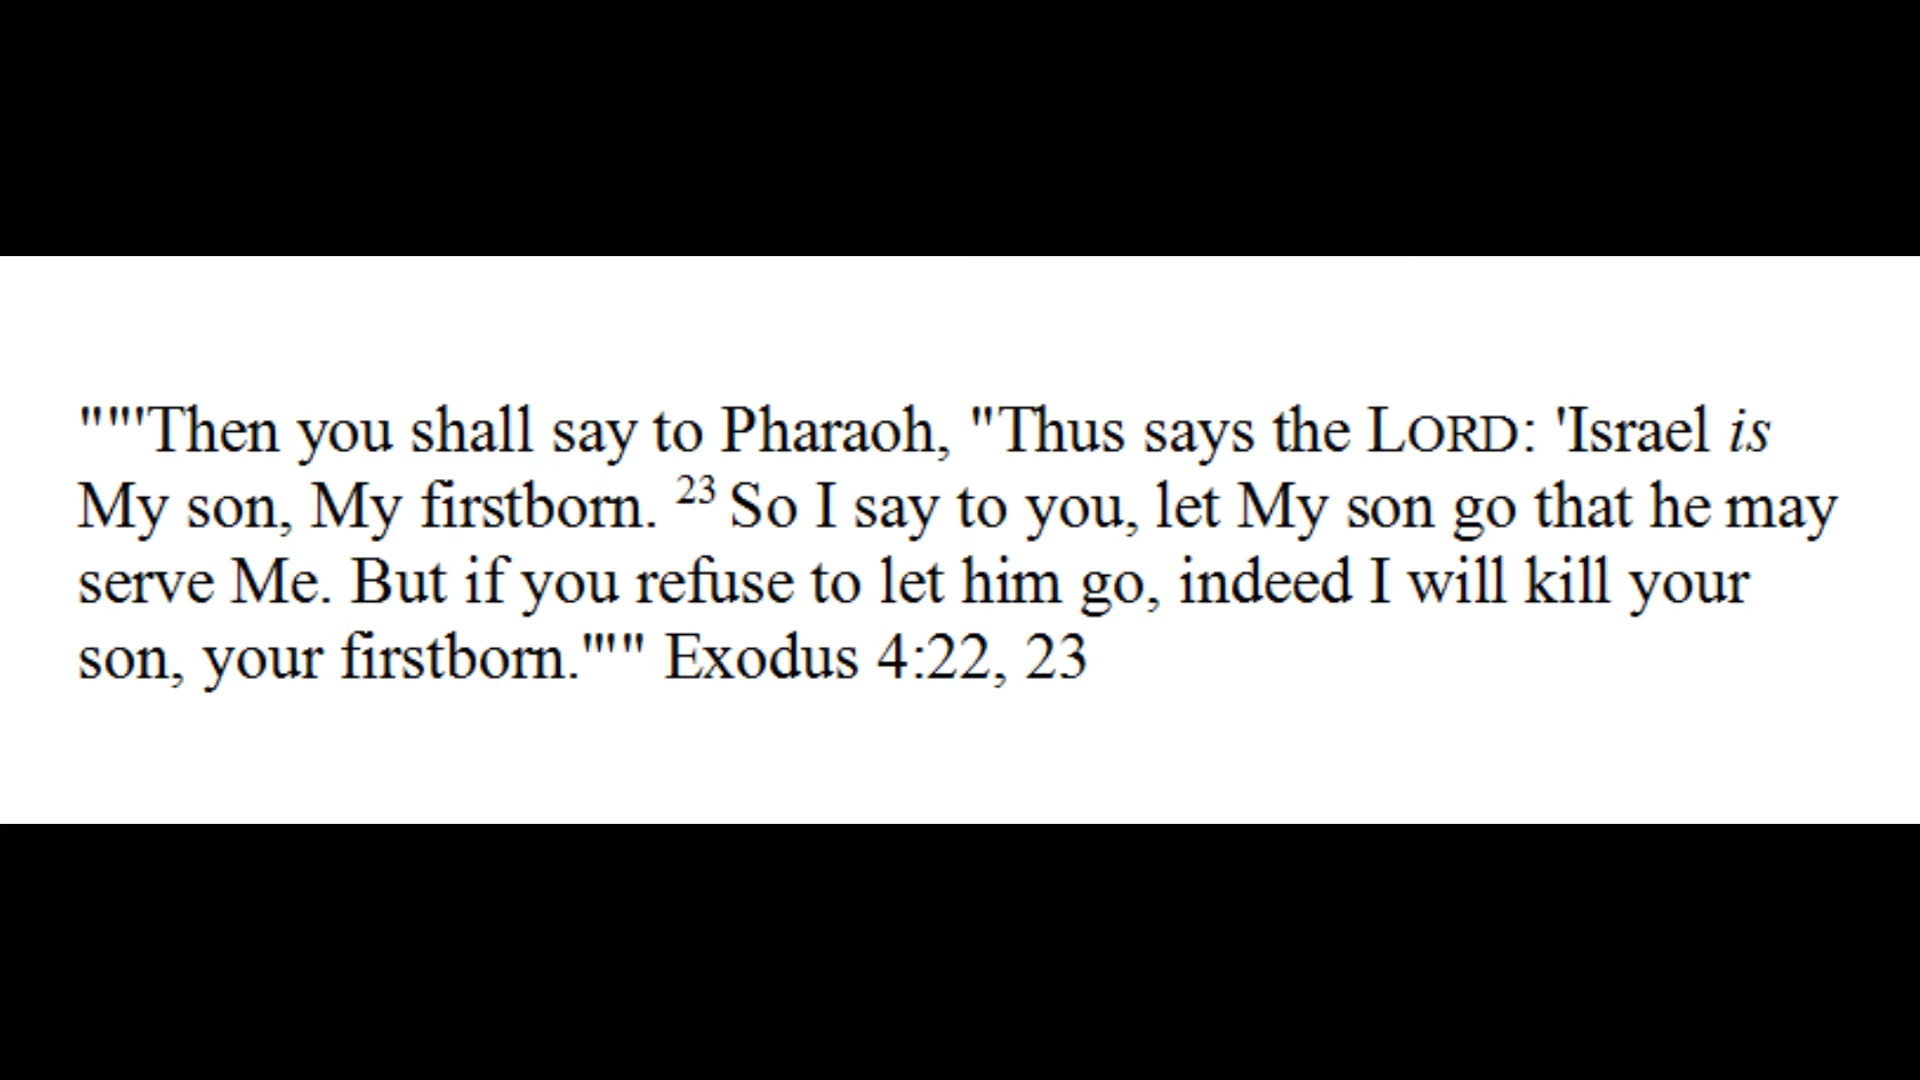 ""'Then you shall say to Pharaoh, "Thus says the LORD: 'Israel is
My son, My firstborn. 23 So I say to you, let My son go that he may
serve Me. But if you refuse to let him go, indeed I will kill your
son, your firstborn."'" Exodus 4:22, 23